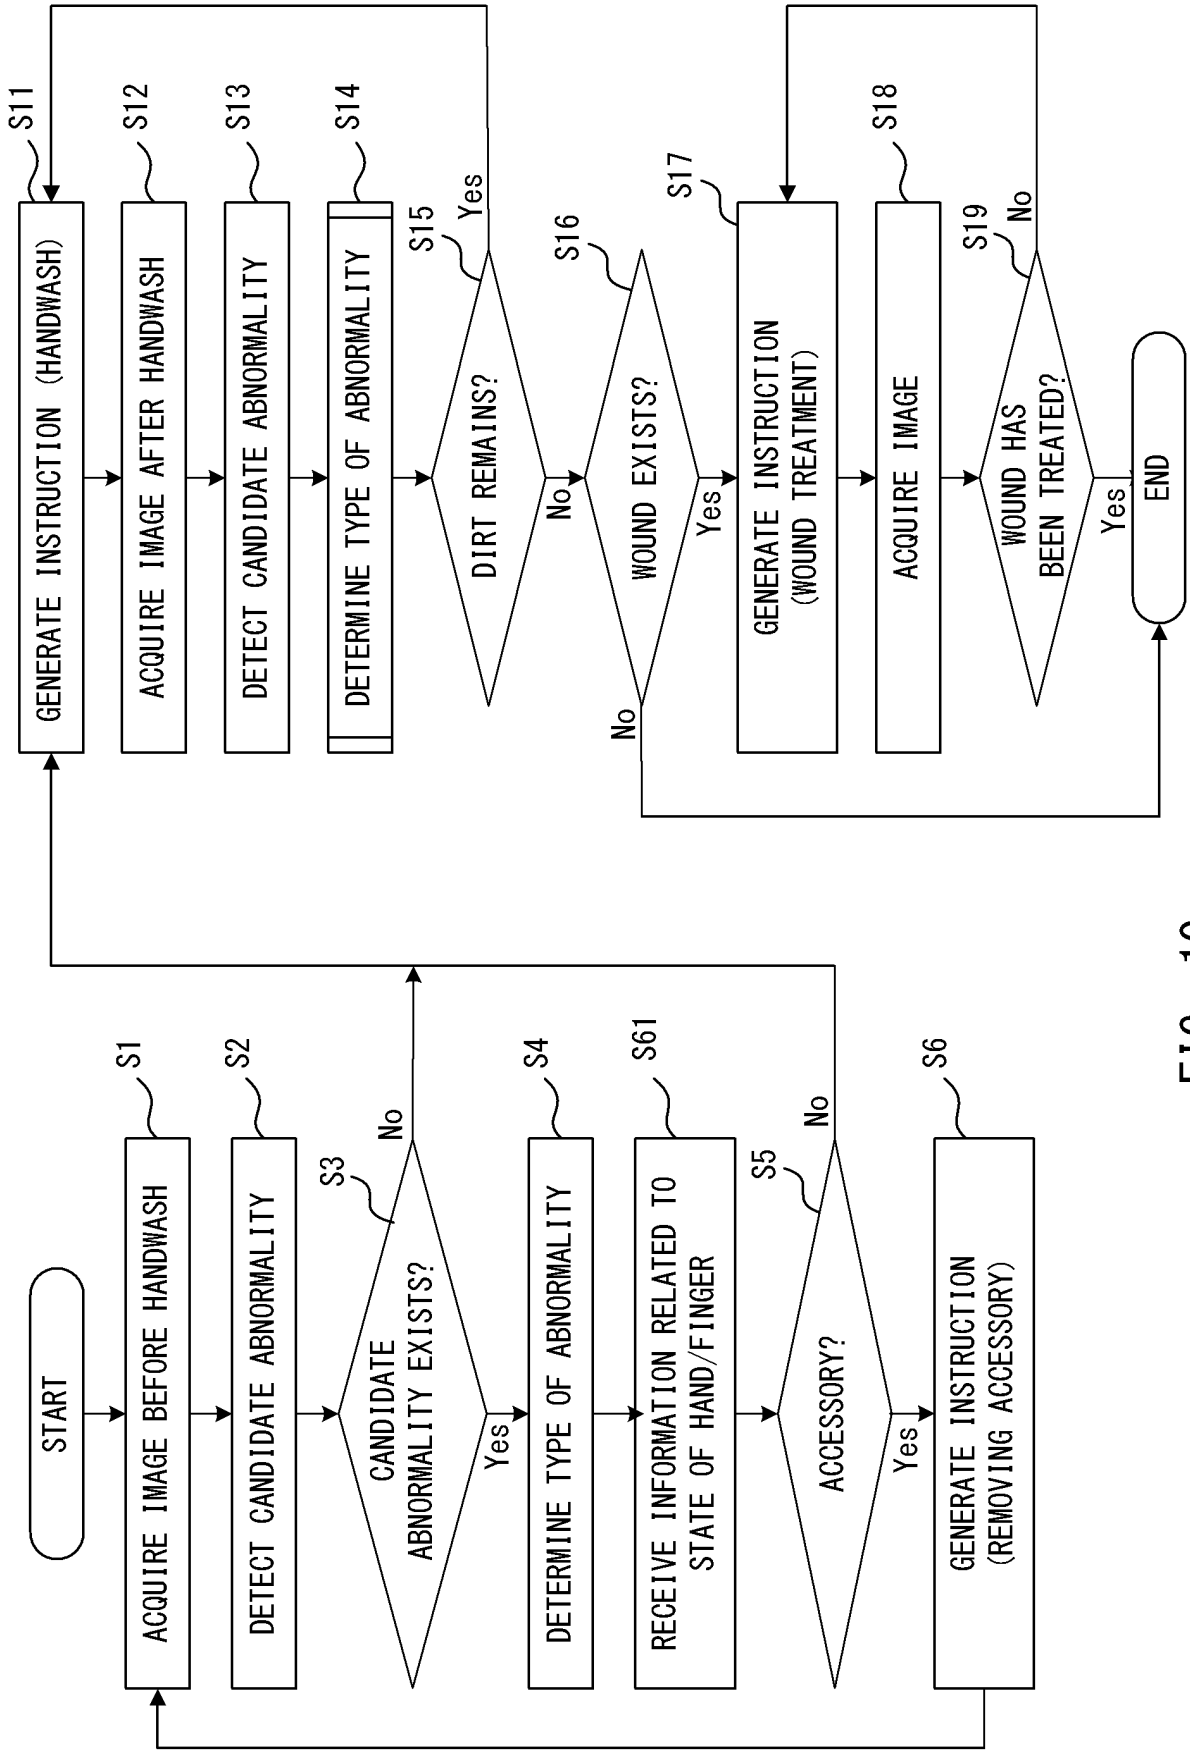 START
ACQUIRE IMAGE BEFORE HANDWASH
S1
DETECT CANDIDATE ABNORMALITY
S2
CANDIDATE
ABNORMALITY EXISTS?
S3
No
Yes
DETERMINE TYPE OF ABNORMALITY
S4
RECEIVE INFORMATION RELATED TO
STATE OF HAND/FINGER
S61
ACCESSORY?
S5
No
Yes
GENERATE INSTRUCTION
(REMOVING ACCESSORY)
S6
GENERATE INSTRUCTION (HANDWASH)
S11
ACQUIRE IMAGE AFTER HANDWASH
S12
DETECT CANDIDATE ABNORMALITY
S13
DETERMINE TYPE OF ABNORMALITY
S14
DIRT REMAINS?
S15
Yes
No
WOUND EXISTS?
S16
No
Yes
GENERATE INSTRUCTION
(WOUND TREATMENT)
S17
ACQUIRE IMAGE
S18
WOUND HAS
BEEN TREATED?
S19
No
Yes
END